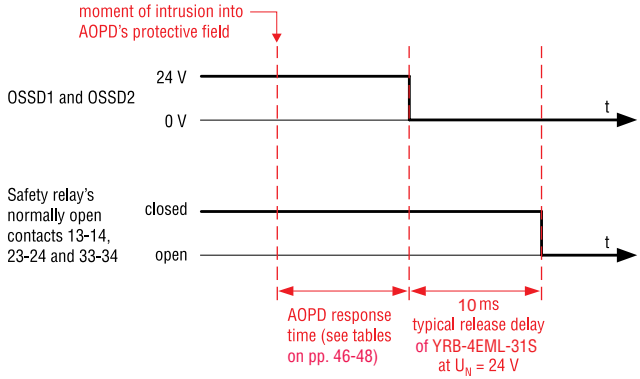 moment of intrusion into
AOPD's protective field
24 V
OSSD1 and OSSD2
0 V
t
Safety relay's
normally open
contacts 13-14,
23-24 and 33-34
closed
open
t
AOPD response
time (see tables
on pp. 46-48)
10 ms
typical release delay
of YRB-4EML-31S
at UN = 24 V